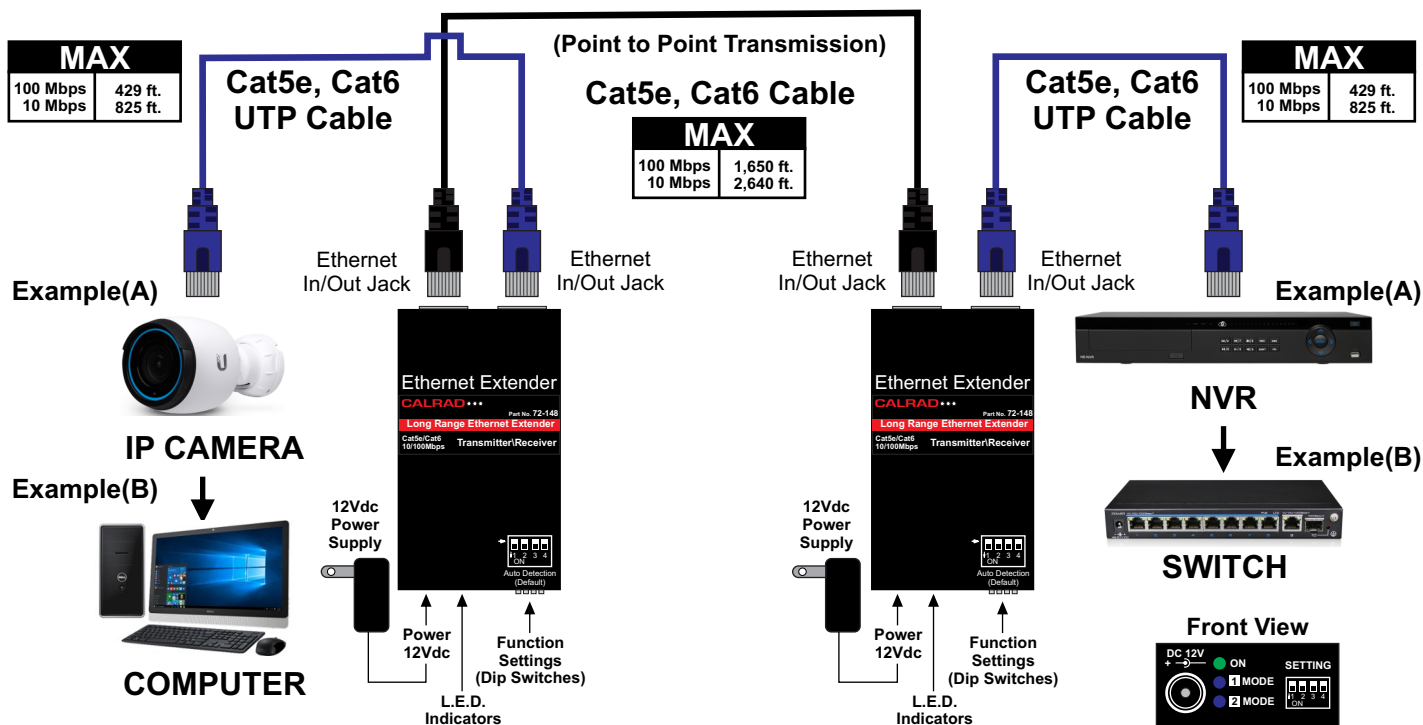 MAX
100 Mbps 429 ft.
10 Mbps 825 ft.
Cat5e, Cat6
UTP Cable
(Point to Point Transmission)
Cat5e, Cat6 Cable
MAX
100 Mbps 1,650 ft.
10 Mbps 2,640 ft.
Cat5e, Cat6
UTP Cable
MAX
100 Mbps 429 ft.
10 Mbps 825 ft.
Ethernet
In/Out Jack
Ethernet
In/Out Jack
Ethernet
In/Out Jack
Ethernet
In/Out Jack
Example(A)
IP CAMERA
Example(B)
COMPUTER
Ethernet Extender
CALRAD
Part No. 72-148
Long Range Ethernet Extender
Cat5e/Cat6
10/100Mbps
Transmitter\Receiver
1 2 3 4
ON
Auto Detection
(Default)
12Vdc
Power
Supply
Power
12Vdc
L.E.D.
Indicators
Function
Settings
(Dip Switches)
Ethernet Extender
CALRAD
Part No. 72-148
Long Range Ethernet Extender
Cat5e/Cat6
10/100Mbps
Transmitter\Receiver
1 2 3 4
ON
Auto Detection
(Default)
12Vdc
Power
Supply
Power
12Vdc
L.E.D.
Indicators
Function
Settings
(Dip Switches)
Example(A)
NVR
Example(B)
SWITCH
Front View
DC 12V
+ -
ON
1 MODE
2 MODE
SETTING
1 2 3 4
ON